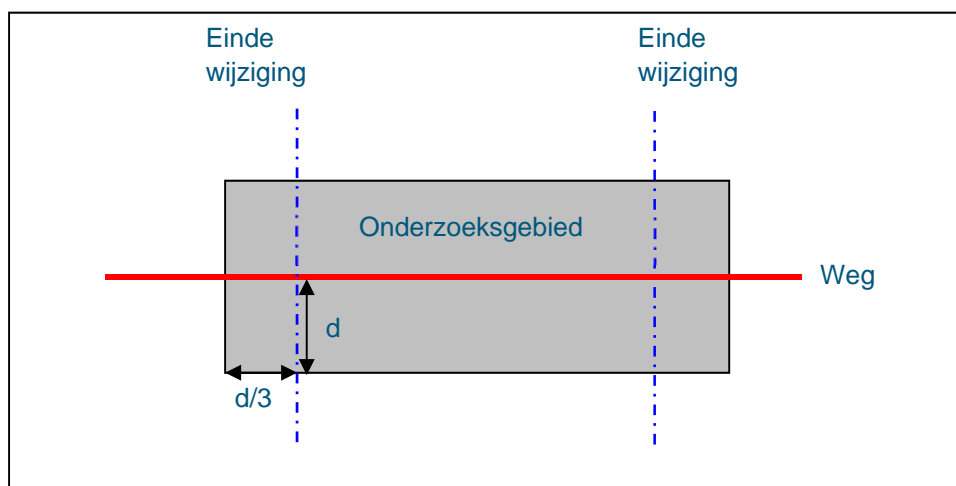 Einde
wijziging
Einde
wijziging
Onderzoeksgebied
Weg
d
d/3